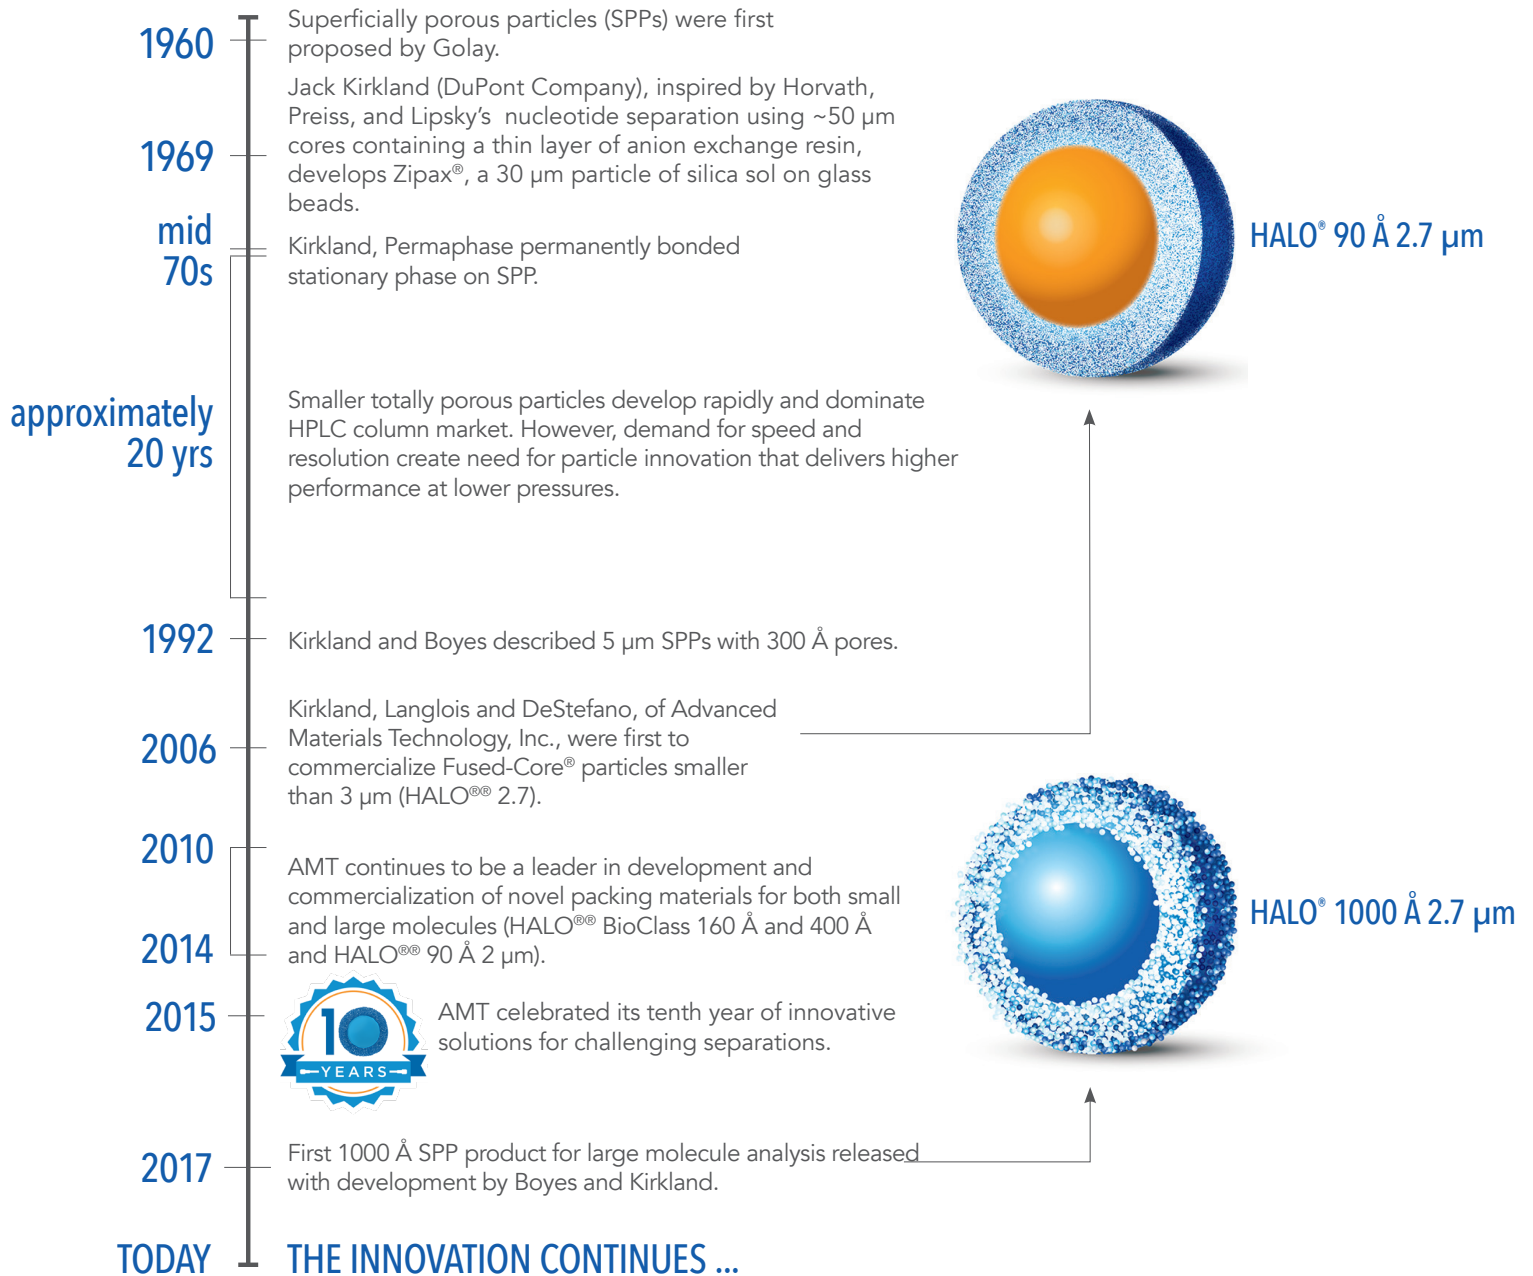 1960
Superficially porous particles (SPPs) were first
proposed by Golay.
1969
Jack Kirkland (DuPont Company), inspired by Horvath,
Preiss, and Lipsky's nucleotide separation using ~50 µm
cores containing a thin layer of anion exchange resin,
develops Zipax®, a 30 µm particle of silica sol on glass
beads.
mid
70s
Kirkland, Permaphase permanently bonded
stationary phase on SPP.
HALO® 90 Å 2.7 µm
approximately
20 yrs
Smaller totally porous particles develop rapidly and dominate
HPLC column market. However, demand for speed and
resolution create need for particle innovation that delivers higher
performance at lower pressures.
1992
Kirkland and Boyes described 5 µm SPPs with 300 Å pores.
2006
Kirkland, Langlois and DeStefano, of Advanced
Materials Technology, Inc., were first to
commercialize Fused-Core® particles smaller
than 3 µm (HALO®® 2.7).
2010
2014
AMT continues to be a leader in development and
commercialization of novel packing materials for both small
and large molecules (HALO®® BioClass 160 Å and 400 Å
and HALO®® 90 Å 2 µm).
HALO® 1000 Å 2.7 µm
2015
10
YEARS
AMT celebrated its tenth year of innovative
solutions for challenging separations.
2017
First 1000 Å SPP product for large molecule analysis released
with development by Boyes and Kirkland.
TODAY
THE INNOVATION CONTINUES ...